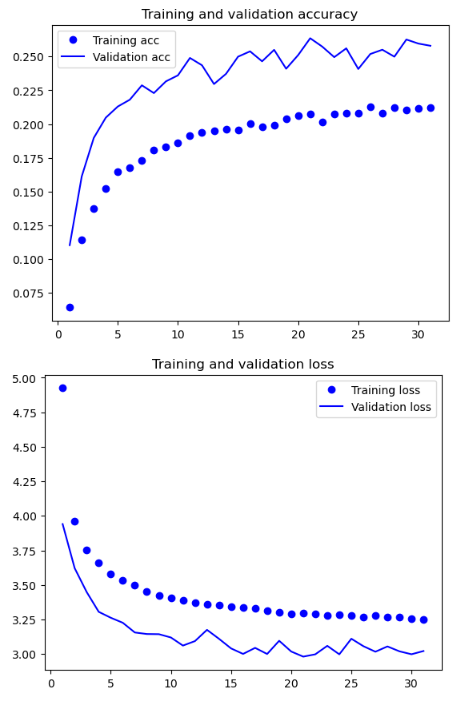 Training and validation accuracy
Training acc
Validation acc
0.250
0.225
0.200
0.175
0.150
0.125
0.100
0.075
0 5 10 15 20 25 30
Training and validation loss
5.00
Training loss
Validation loss
4.75
4.50
4.25
4.00
3.75
3.50
3.25
3.00
0 5 10 15 20 25 30